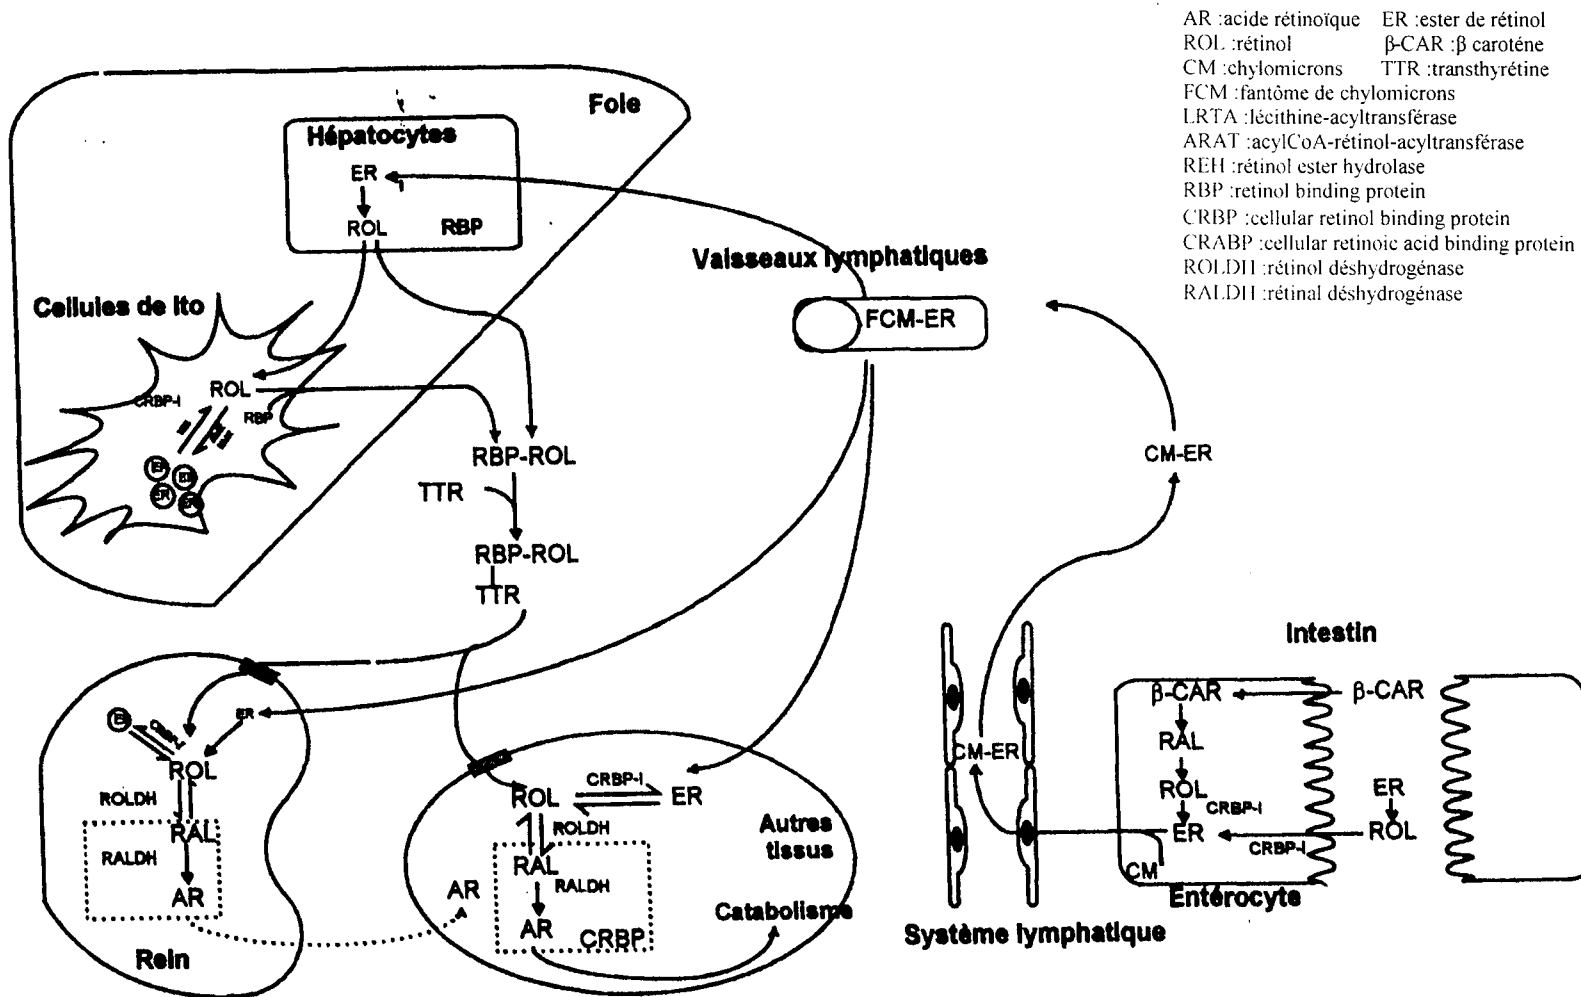 AR :acide rétinoïque ER :ester de rétinol
ROL :rétinol β-CAR :β caroténe
CM :chylomicrons TTR :transthyrétine
FCM :fantôme de chylomicrons
LRTA :lécithine-acyltransférase
ARAT :acylCoA-rétinol-acyltransférase
REH :rétinol ester hydrolase
RBP :retinol binding protein
CRBP :cellular retinol binding protein
CRABP :cellular retinoic acid binding protein
ROLDH :rétinol déshydrogénase
RALDH :rétinal déshydrogénase
Foie
Hépatocytes
ER
ROL RBP
Cellules de Ito
ROL
CRBP-I
RBP
ER
ER
ER
ER
Vaisseaux lymphatiques
FCM-ER
RBP-ROL
TTR
RBP-ROL
TTR
CM-ER
Intestin
β-CAR β-CAR
RAL
ROL
CRBP-I
ER
ER
ROL
CRBP-I
CM
Entérocyte
CM-ER
Système lymphatique
ER
CRBP-I
ER
ROL
ROLDH
RAL
RALDH
AR
Rein
ROL CRBP-I ER
ROLDH
RAL
RALDH
AR
AR
CRBP
Autres
tissus
Catabolisme